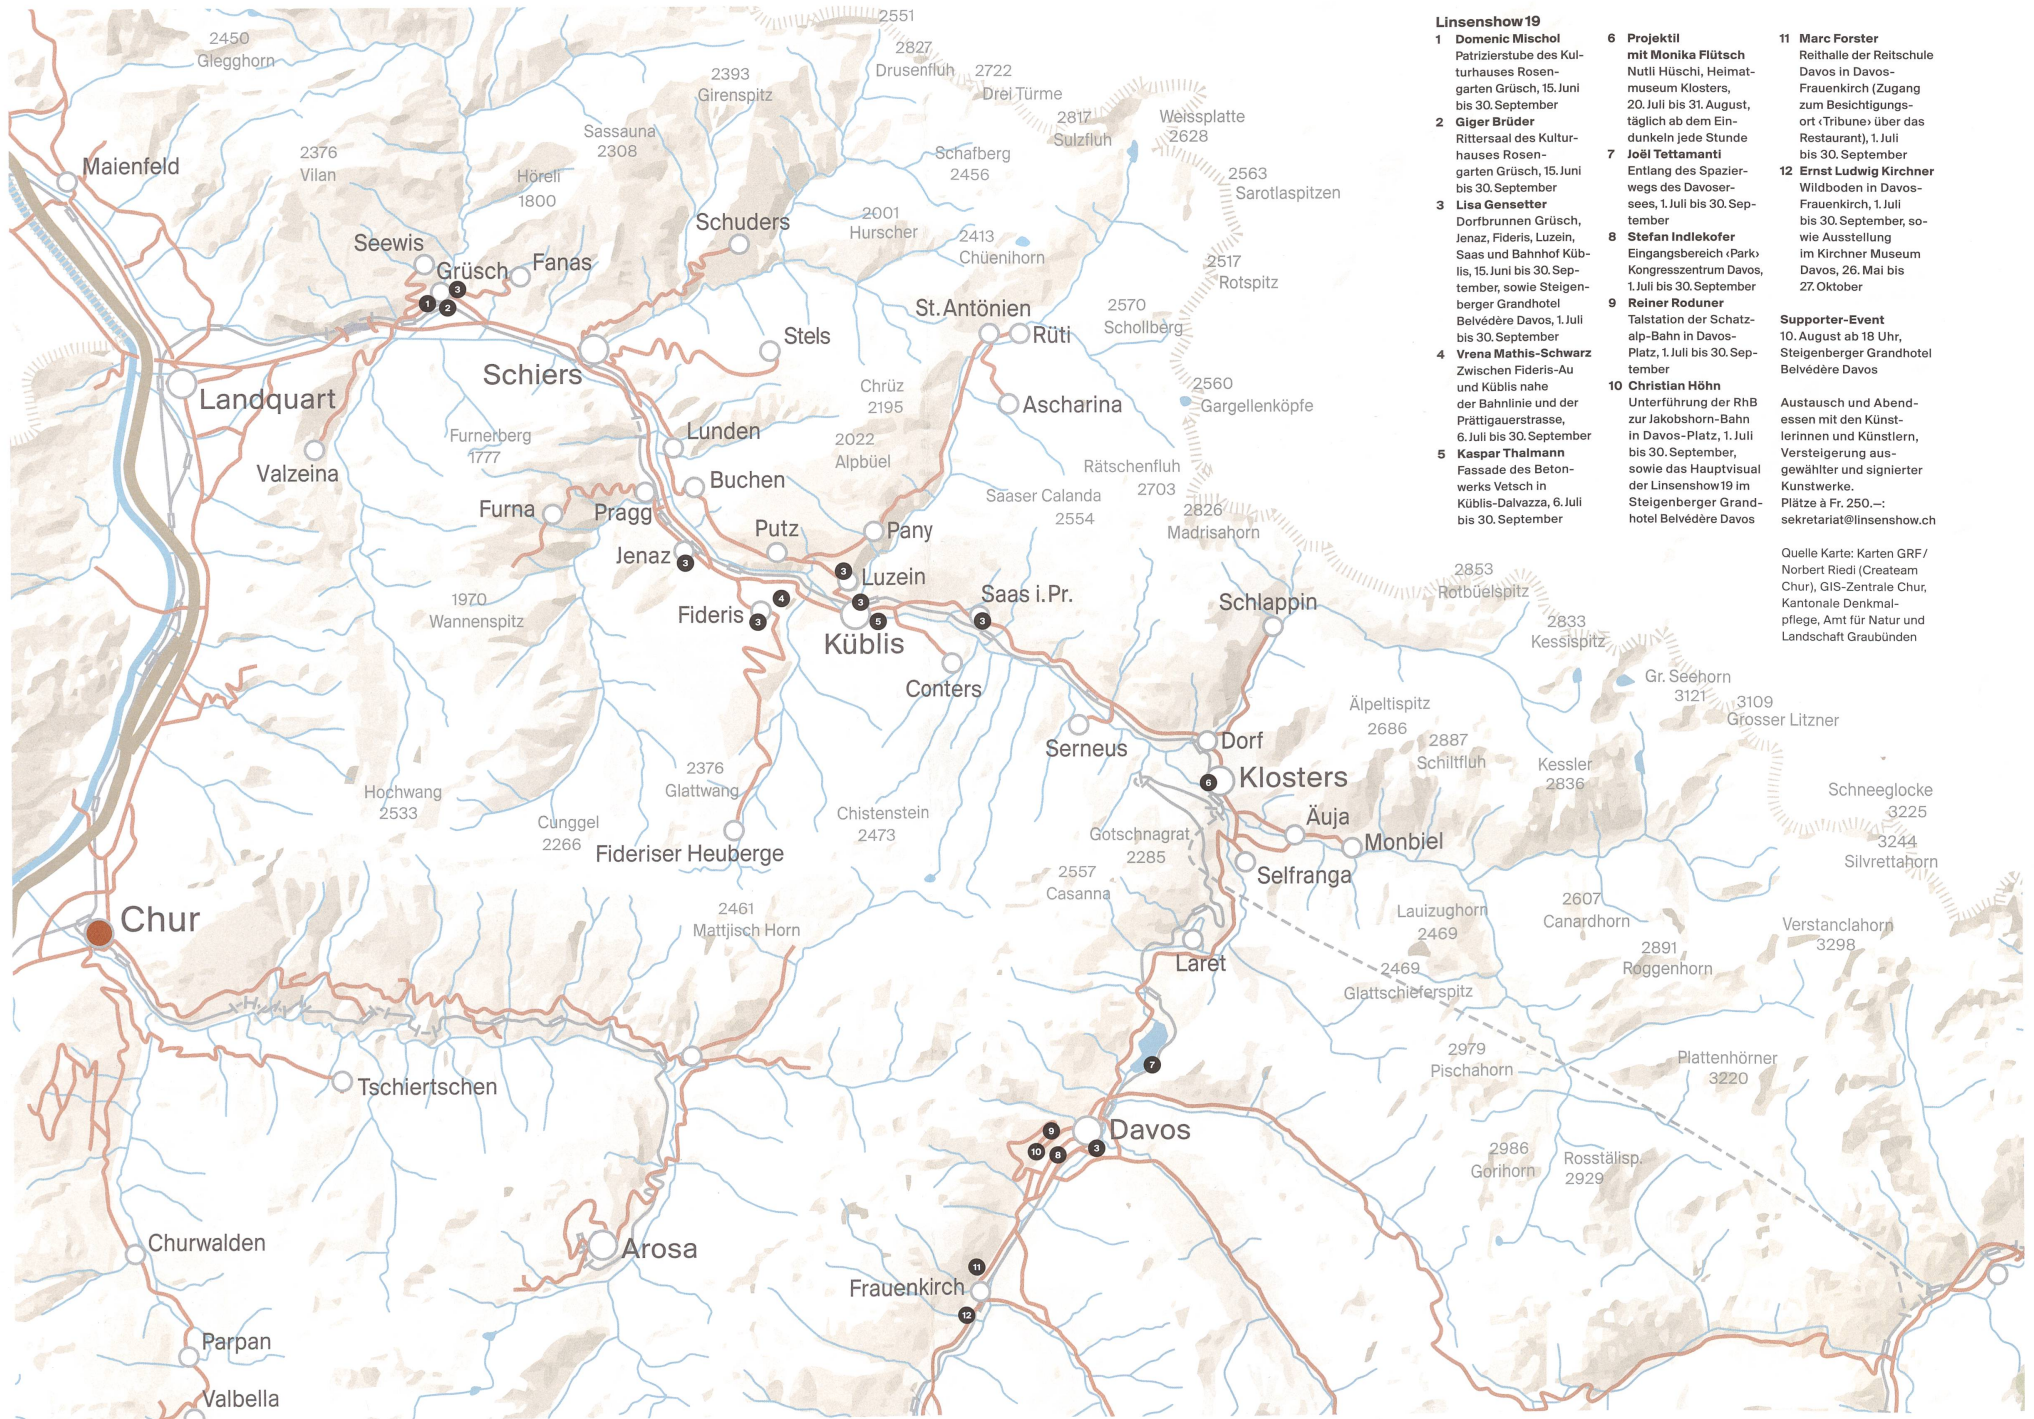 Linsenshow 19
1 Domenic Mischol
Patrizierstube des Kul-
turhauses Rosen-
garten Grüsch, 15. Juni
bis 30. September
2 Giger Brüder
Rittersaal des Kultur-
hauses Rosen-
garten Grüsch, 15. Juni
bis 30. September
3 Lisa Gensetter
Dorfbrunnen Grüsch,
Jenaz, Fideris, Luzein,
Saas und Bahnhof Küb-
lis, 15. Juni bis 30. Sep-
tember, sowie Steigen-
berger Grandhotel
Belvédère Davos, 1. Juli
bis 30. September
4 Vrena Mathis-Schwarz
Zwischen Fideris-Au
und Küblis nahe
der Bahnlinie und der
Prättigauerstrasse,
6. Juli bis 30. September
5 Kaspar Thalmann
Fassade des Beton-
werks Vetsch in
Küblis-Dalvazza, 6. Juli
bis 30. September
6 Projektil
mit Monika Flütsch
Nutli Hüschi, Heimat-
museum Klosters,
20. Juli bis 31. August,
täglich ab dem Ein-
dunkeln jede Stunde
7 Joël Tettamanti
Entlang des Spazier-
wegs des Davoser-
sees, 1. Juli bis 30. Sep-
tember
8 Stefan Indlekofer
Eingangsbereich ‹Park›
Kongresszentrum Davos,
1. Juli bis 30. September
9 Reiner Roduner
Talstation der Schatz-
alp-Bahn in Davos-
Platz, 1. Juli bis 30. Sep-
tember
10 Christian Höhn
Unterführung der RhB
zur Jakobshorn-Bahn
in Davos-Platz, 1. Juli
bis 30. September,
sowie das Hauptvisual
der Linsenshow 19 im
Steigenberger Grand-
hotel Belvédère Davos
11 Marc Forster
Reithalle der Reitschule
Davos in Davos-
Frauenkirch (Zugang
zum Besichtigungs-
ort ‹Tribune› über das
Restaurant), 1. Juli
bis 30. September
12 Ernst Ludwig Kirchner
Wildboden in Davos-
Frauenkirch, 1. Juli
bis 30. September, so-
wie Ausstellung
im Kirchner Museum
Davos, 26. Mai bis
27. Oktober
Supporter-Event
10. August ab 18 Uhr,
Steigenberger Grandhotel
Belvédère Davos
Austausch und Abend-
essen mit den Künst-
lerinnen und Künstlern,
Versteigerung aus-
gewählter und signierter
Kunstwerke.
Plätze à Fr. 250.–:
sekretariat@linsenshow.ch
Quelle Karte: Karten GRF/
Norbert Riedi (Createam
Chur), GIS-Zentrale Chur,
Kantonale Denkmal-
pflege, Amt für Natur und
Landschaft Graubünden
2450
Glegghorn
2551
2827
Drusenfluh
2722
Drei Türme
2393
Girenspitz
2817
Sulzfluh
Weissplatte
2628
Sassauna
2308
2376
Vilan
Schafberg
2456
Maienfeld
Höreli
1800
2563
Sarotlaspitzen
2001
Hurscher
Schuders
Seewis
2413
Chüenihorn
Grüsch
Fanas
3
1
2
2517
Rotspitz
St. Antönien
Rüti
2570
Schollberg
Stels
Schiers
Landquart
Chrüz
2195
2560
Gargellenköpfe
Ascharina
Furnerberg
1777
Lunden
2022
Alpbüel
Valzeina
Rätschenfluh
2703
Buchen
Saaser Calanda
2554
Furna
Pragg
2826
Madrisahorn
Putz
Pany
Jenaz
3
3
Luzein
2853
Rotbüelspitz
1970
Wannenspitz
Fideris
4
3
3
5
Küblis
Saas i.Pr.
3
Schlappin
2833
Kessispitz
Conters
Gr. Seehorn
3121
3109
Grosser Litzner
Älpeltispitz
2686
Serneus
Dorf
2887
Schiltfluh
Klosters
6
Kessler
2836
2376
Glattwang
Hochwang
2533
Schneeglocke
3225
Chistenstein
2473
Cunggel
2266
Fideriser Heuberge
Gotschnagrat
2285
Äuja
Monbiel
3244
Silvrettahorn
2557
Casanna
Selfranga
Chur
2461
Mattjisch Horn
Lauizughorn
2469
2607
Canardhorn
Verstanclahorn
3298
2891
Roggenhorn
Laret
2469
Glattschieferspitz
7
2979
Pischahorn
Plattenhörner
3220
Tschiertschen
Davos
9
10
8
3
2986
Gorihorn
Rosstälisp.
2929
Churwalden
Arosa
11
Frauenkirch
12
Parpan
Valbella